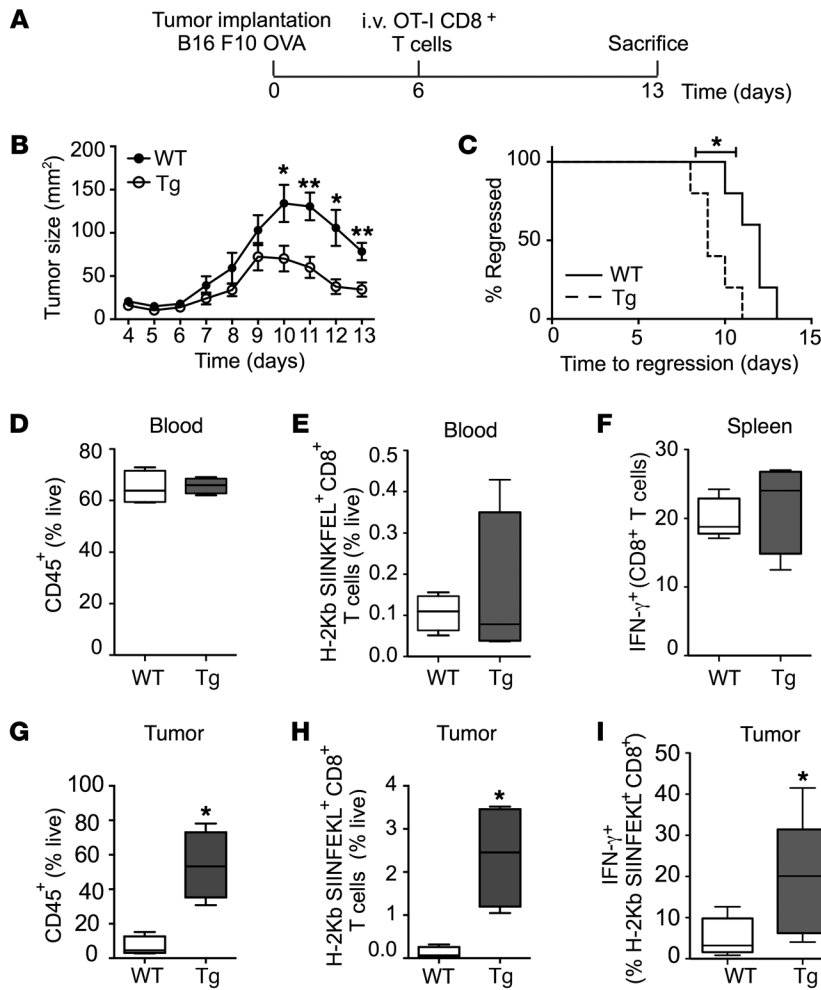 A
Tumor implantation
B16 F10 OVA
i.v. OT-I CD8 +
T cells
Sacrifice
0
6
13
Time (days)
B
200
150
100
50
0
Tumor size (mm2)
WT
Tg
*
**
*
**
4 5 6 7 8 9 10 11 12 13
Time (days)
C
*
100
50
0
% Regressed
WT
Tg
0 5 10 15
Time to regression (days)
D
Blood
80
60
40
60
0
CD45+ (% live)
WT Tg
E
Blood
0.5
0.4
0.3
0.2
0.1
0.0
H-2Kb SIINKFEL+ CD8+
T cells (% live)
WT Tg
F
Spleen
30
20
10
0
IFN-γ+ (CD8+ T cells)
WT Tg
G
Tumor
100
80
60
40
20
0
CD45+ (% live)
*
WT Tg
H
Tumor
4
3
2
1
0.0
H-2Kb SIINFEKL+ CD8+
T cells (% live)
*
WT Tg
I
Tumor
50
40
30
20
10
0
IFN-γ+
(% H-2Kb SIINFEKL+ CD8+)
*
WT Tg